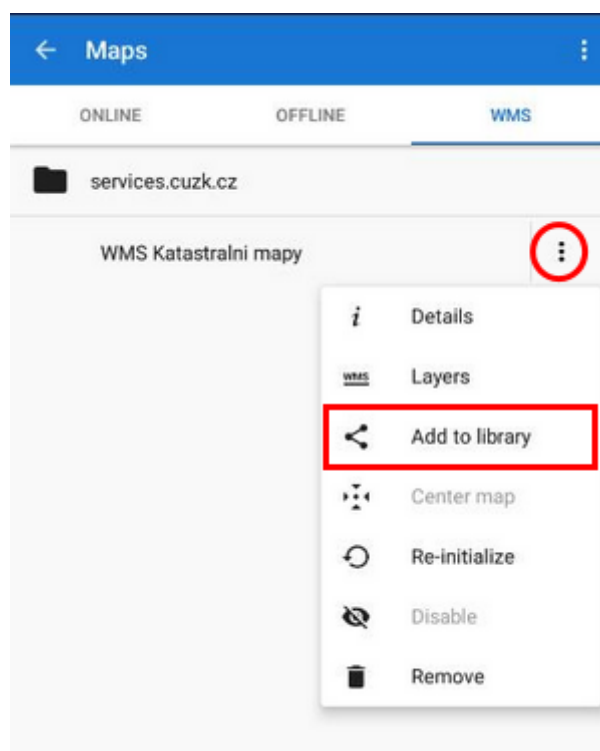 Maps
ONLINE OFFLINE WMS
services.cuzk.cz
WMS Katastralni mapy
i Details
WMS Layers
Add to library
Center map
Re-initialize
Disable
Remove